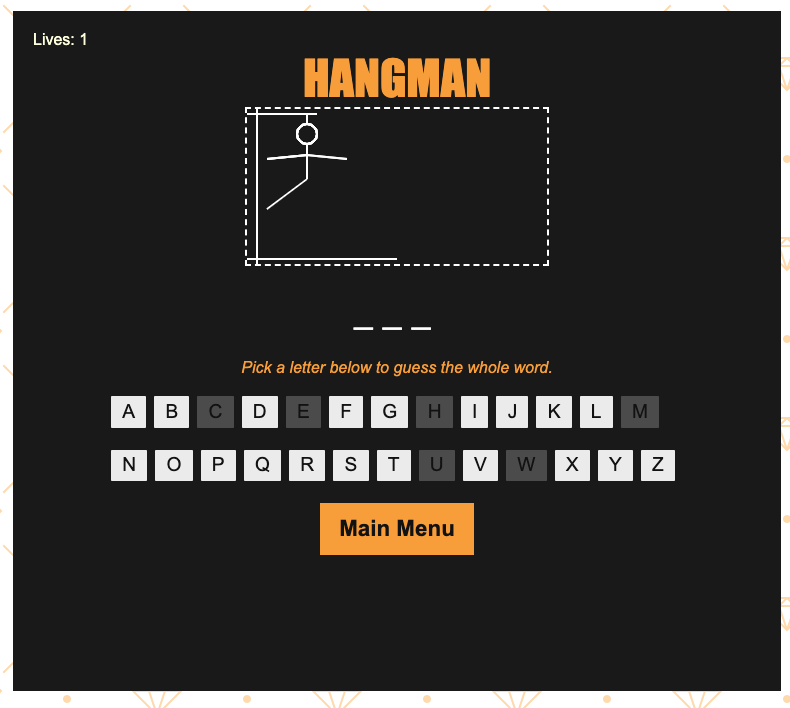 Lives: 1
HANGMAN
_ _ _
Pick a letter below to guess the whole word.
A B C D E F G H I J K L M
N O P Q R S T U V W X Y Z
Main Menu